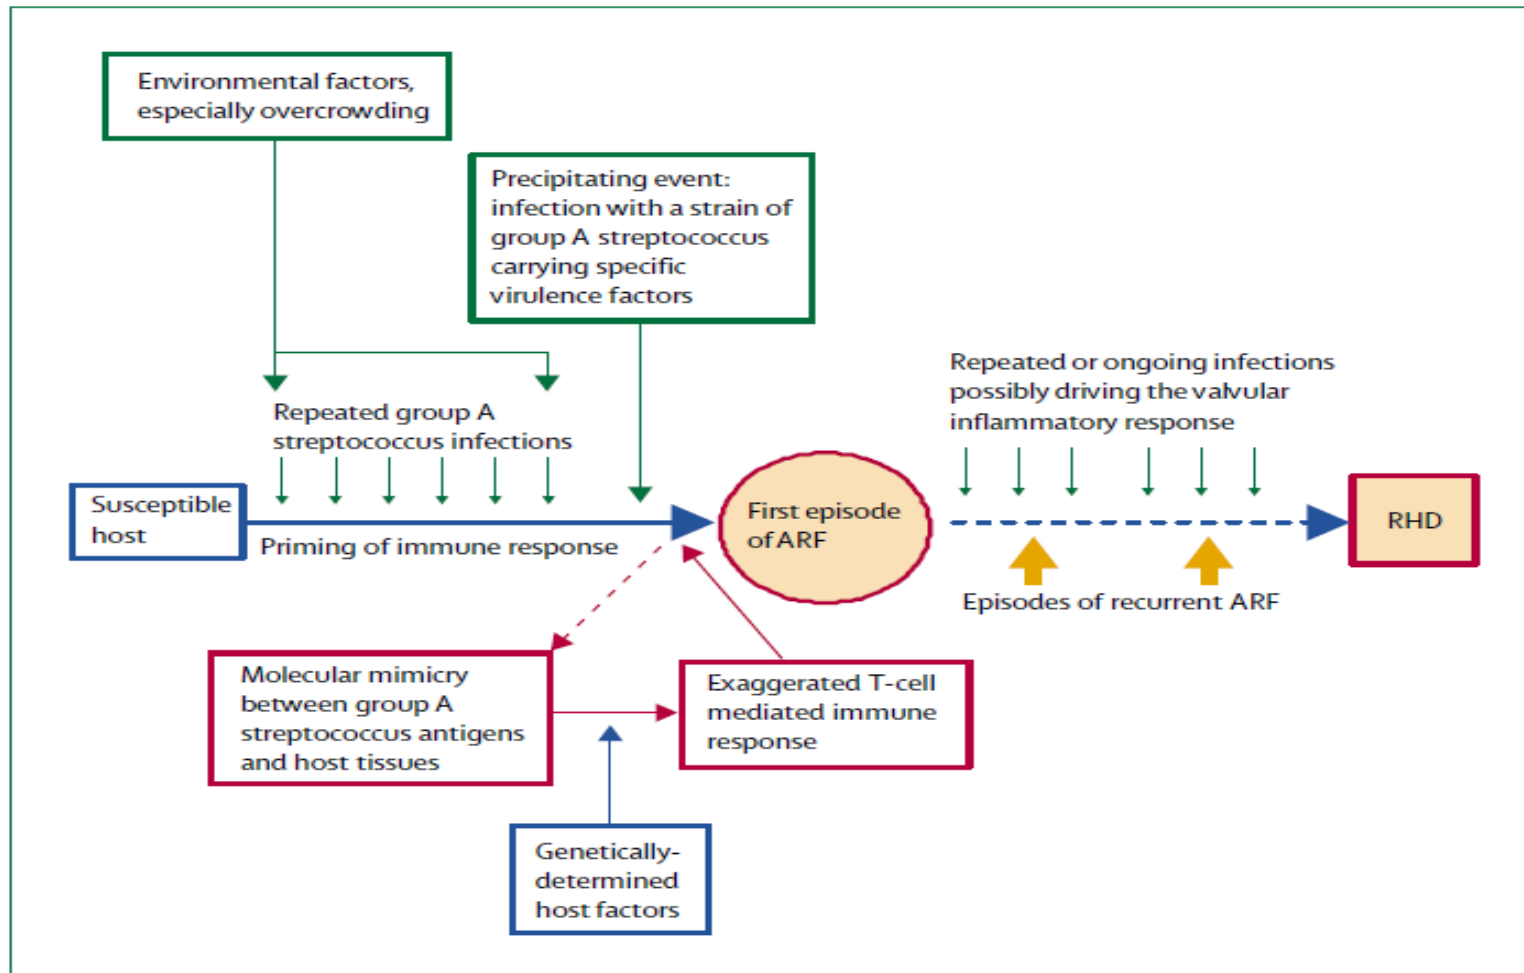 Environmental factors,
especially overcrowding
Precipitating event:
infection with a strain of
group A streptococcus
carrying specific
virulence factors
Repeated group A
streptococcus infections
Repeated or ongoing infections
possibly driving the valvular
inflammatory response
Susceptible
host
Priming of immune response
First episode
of ARF
RHD
Episodes of recurrent ARF
Molecular mimicry
between group A
streptococcus antigens
and host tissues
Exaggerated T-cell
mediated immune
response
Genetically-
determined
host factors